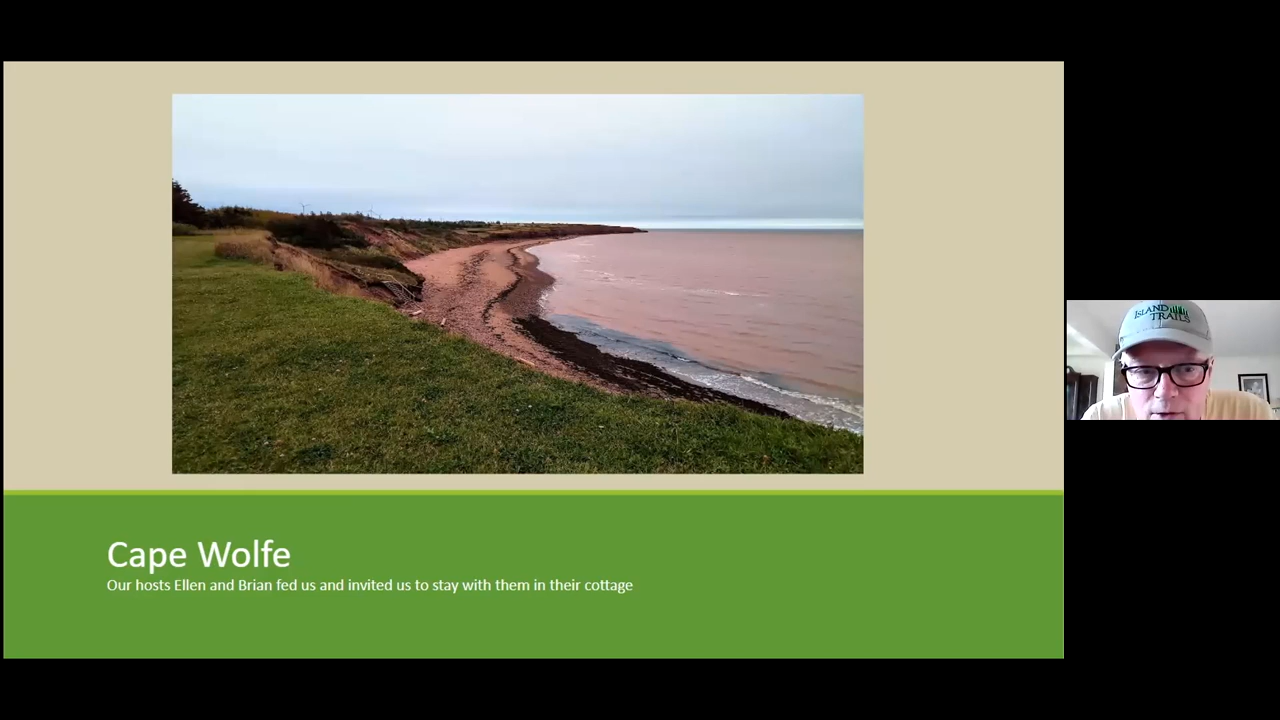 Cape Wolfe
Our hosts Ellen and Brian fed us and invited us to stay with them in their cottage
ISLAND
TRAILS